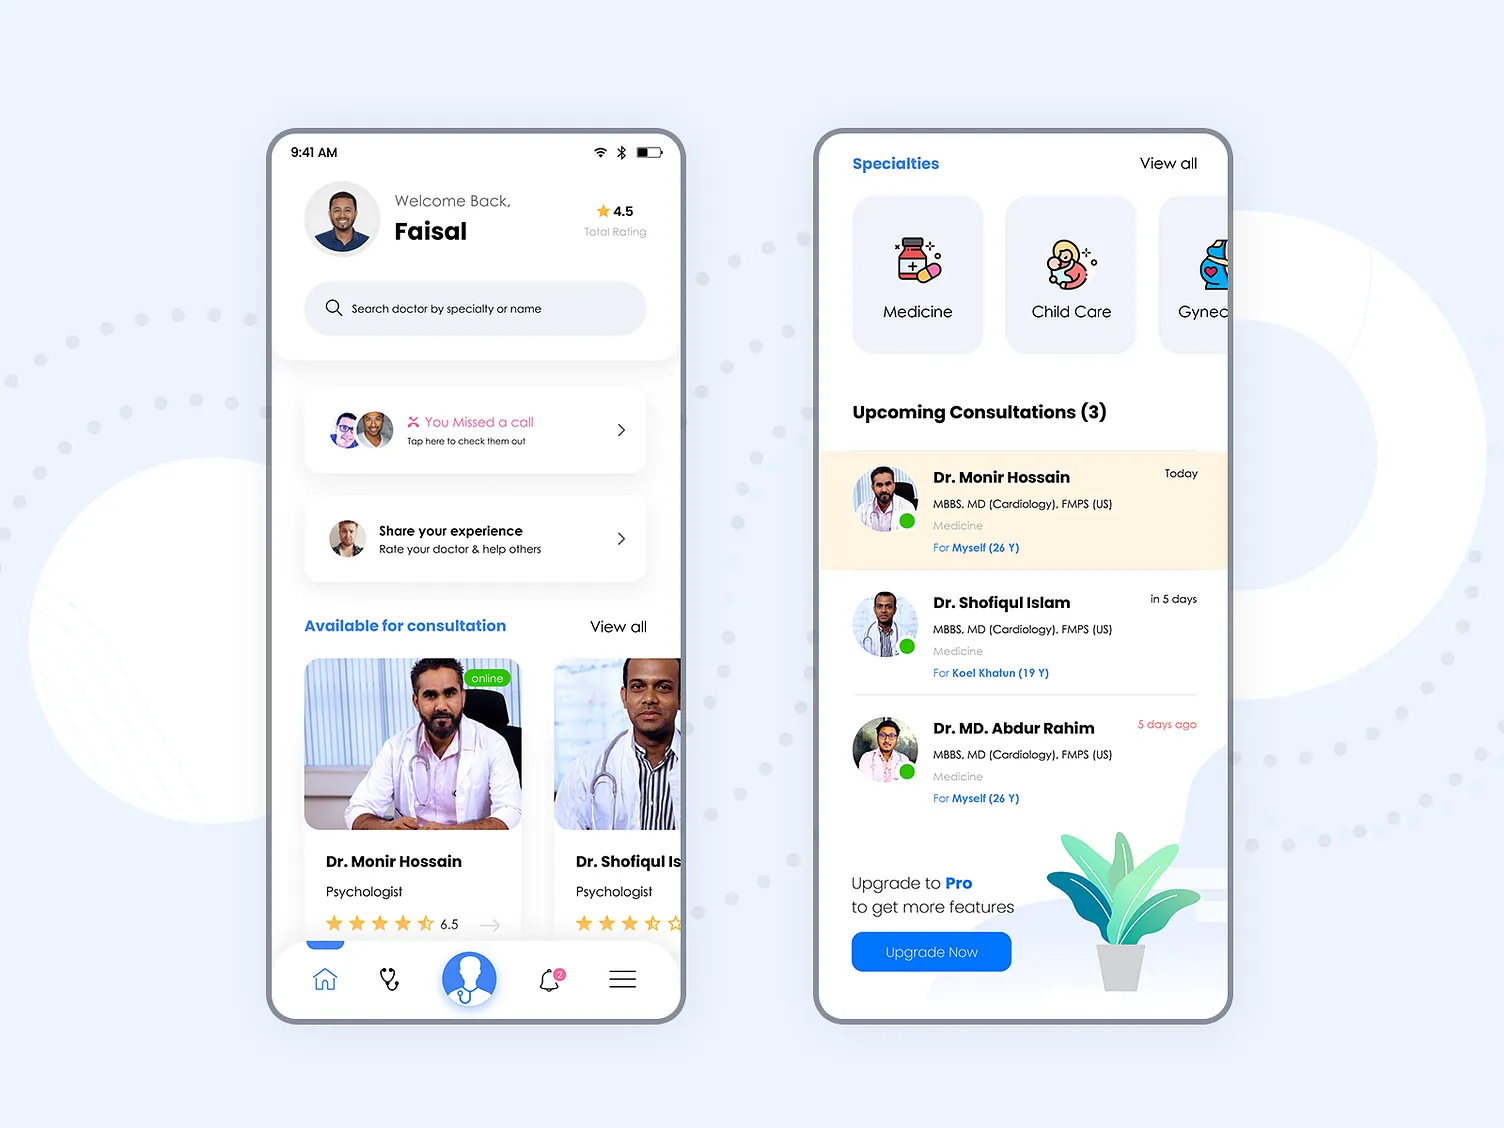 9:41 AM
Welcome Back,
Faisal
4.5
Total Rating
Search doctor by specialty or name
You Missed a call
Tap here to check them out
Share your experience
Rate your doctor & help others
Available for consultation
View all
online
Dr. Monir Hossain
Psychologist
6.5
Dr. Shofiqul Is
Psychologist
2
Specialties
View all
Medicine
Child Care
Gynec
Upcoming Consultations (3)
Dr. Monir Hossain
Today
MBBS, MD (Cardiology), FMPS (US)
Medicine
For Myself (26 Y)
Dr. Shofiqul Islam
in 5 days
MBBS, MD (Cardiology), FMPS (US)
Medicine
For Koel Khatun (19 Y)
Dr. MD. Abdur Rahim
5 days ago
MBBS, MD (Cardiology), FMPS (US)
Medicine
For Myself (26 Y)
Upgrade to Pro
to get more features
Upgrade Now